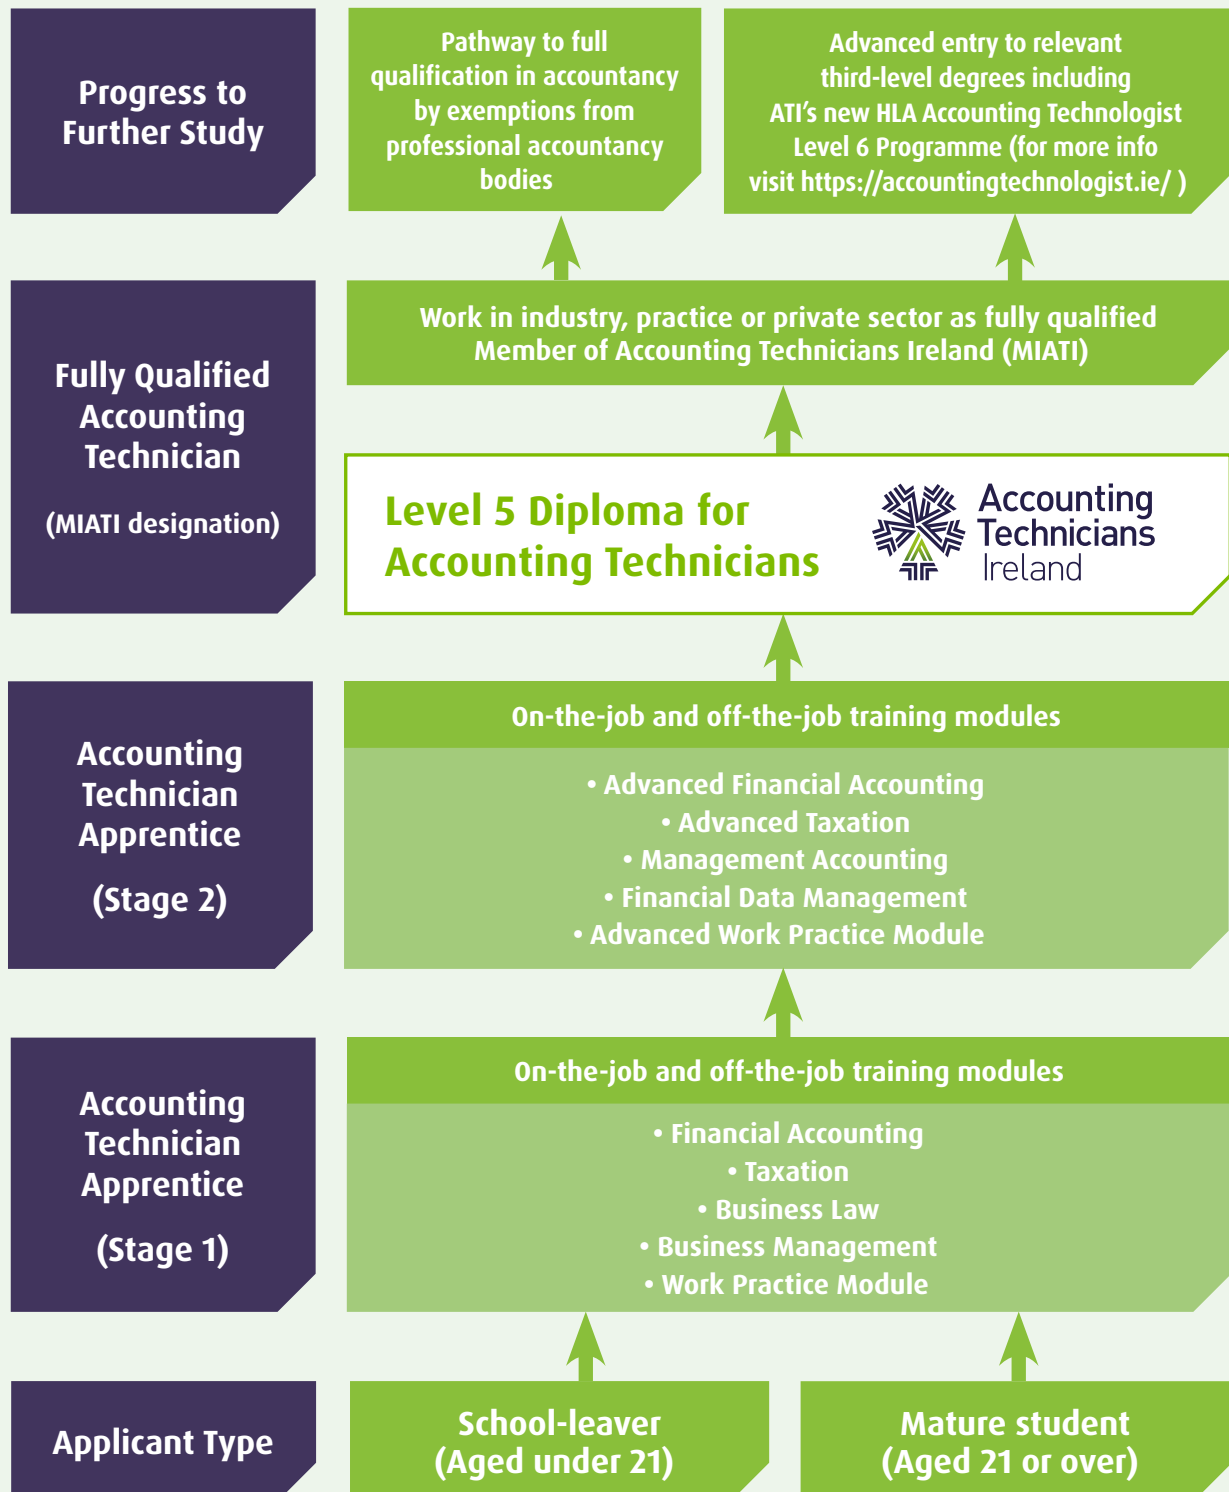 Progress to
Further Study
Pathway to full
qualification in accountancy
by exemptions from
professional accountancy
bodies
Advanced entry to relevant
third-level degrees including
ATI's new HLA Accounting Technologist
Level 6 Programme (for more info
visit https://accountingtechnologist.ie/ )
Fully Qualified
Accounting
Technician
(MIATI designation)
Work in industry, practice or private sector as fully qualified
Member of Accounting Technicians Ireland (MIATI)
Level 5 Diploma for
Accounting Technicians
Accounting
Technicians
Ireland
Accounting
Technician
Apprentice
(Stage 2)
On-the-job and off-the-job training modules
• Advanced Financial Accounting
• Advanced Taxation
• Management Accounting
• Financial Data Management
• Advanced Work Practice Module
Accounting
Technician
Apprentice
(Stage 1)
On-the-job and off-the-job training modules
• Financial Accounting
• Taxation
• Business Law
• Business Management
• Work Practice Module
Applicant Type
School-leaver
(Aged under 21)
Mature student
(Aged 21 or over)